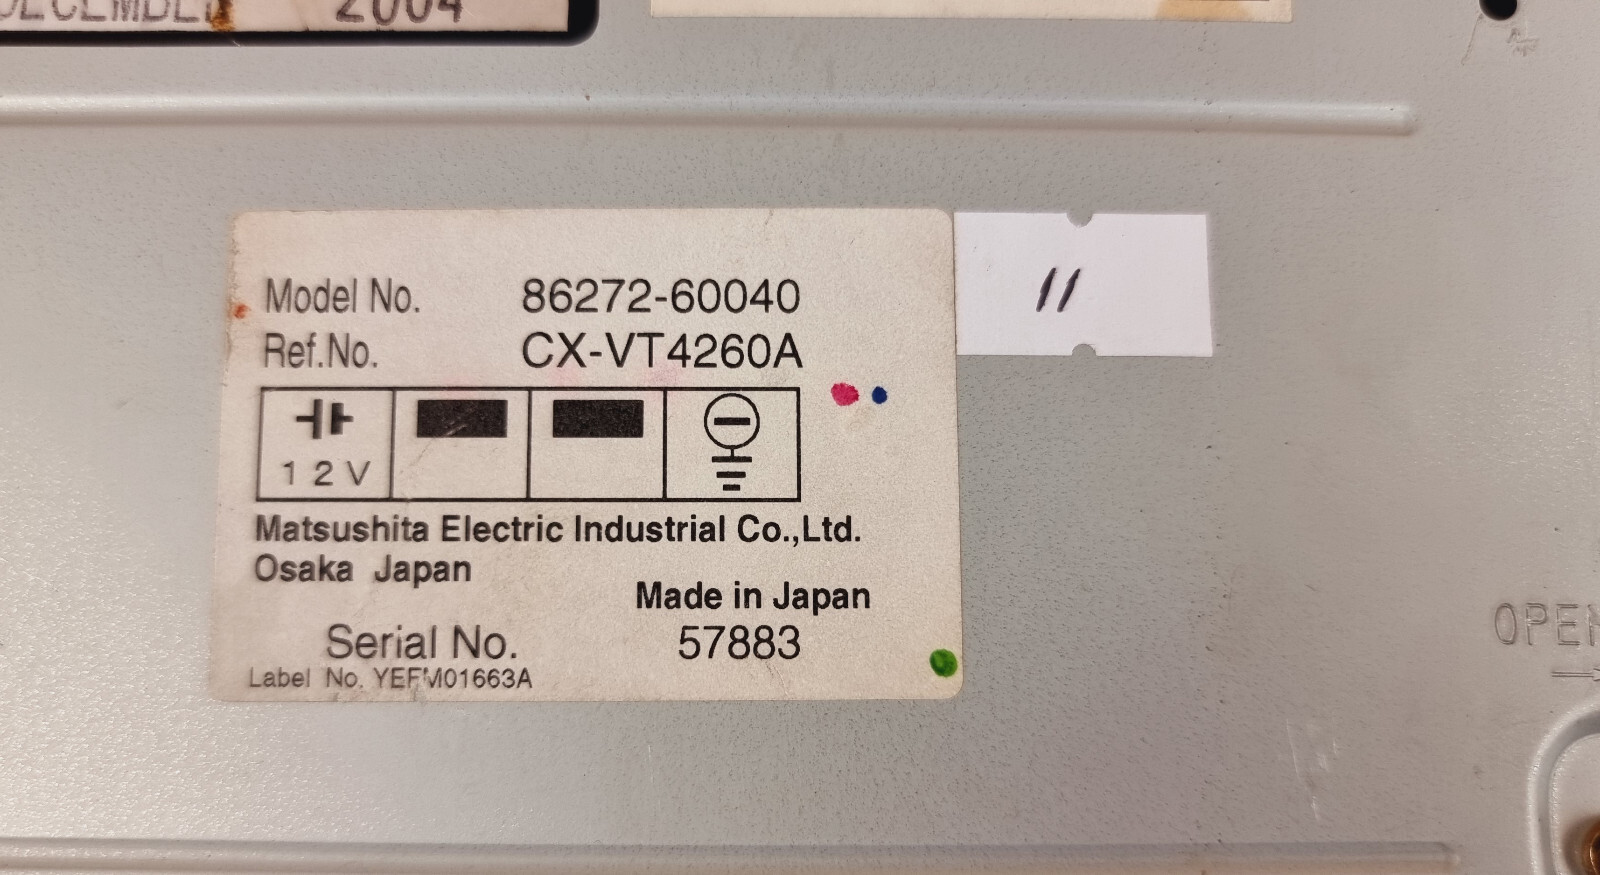 DECEMBER 2004
Model No. 86272-60040
Ref.No. CX-VT4260A
12V
Matsushita Electric Industrial Co.,Ltd.
Osaka Japan
Made in Japan
Serial No. 57883
Label No. YEFM01663A
11
OPEN